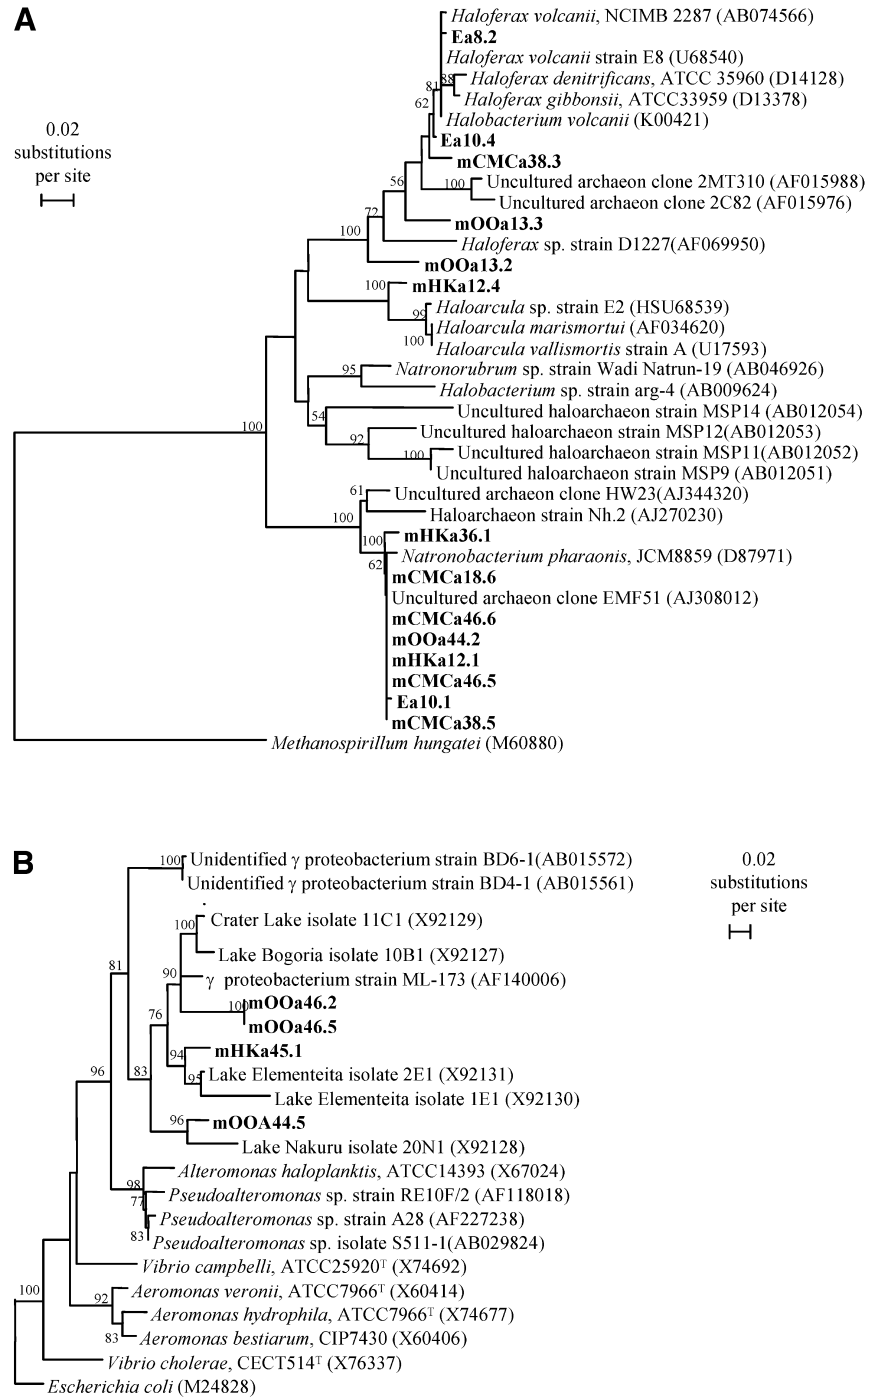 A
Haloferax volcanii, NCIMB 2287 (AB074566)
Ea8.2
Haloferax volcanii strain E8 (U68540)
88
Haloferax denitrificans, ATCC 35960 (D14128)
81
Haloferax gibbonsii, ATCC33959 (D13378)
62
Halobacterium volcanii (K00421)
0.02
substitutions
per site
Ea10.4
mCMCa38.3
56
100
Uncultured archaeon clone 2MT310 (AF015988)
Uncultured archaeon clone 2C82 (AF015976)
72
mOOa13.3
100
Haloferax sp. strain D1227(AF069950)
mOOa13.2
100
mHKa12.4
Haloarcula sp. strain E2 (HSU68539)
99
Haloarcula marismortui (AF034620)
100
Haloarcula vallismortis strain A (U17593)
95
Natronorubrum sp. strain Wadi Natrun-19 (AB046926)
Halobacterium sp. strain arg-4 (AB009624)
54
Uncultured haloarchaeon strain MSP14 (AB012054)
100
92
Uncultured haloarchaeon strain MSP12(AB012053)
100
Uncultured haloarchaeon strain MSP11(AB012052)
Uncultured haloarchaeon strain MSP9 (AB012051)
61
Uncultured archaeon clone HW23(AJ344320)
100
Haloarchaeon strain Nh.2 (AJ270230)
100
mHKa36.1
62
Natronobacterium pharaonis, JCM8859 (D87971)
mCMCa18.6
Uncultured archaeon clone EMF51 (AJ308012)
mCMCa46.6
mOOa44.2
mHKa12.1
mCMCa46.5
Ea10.1
mCMCa38.5
Methanospirillum hungatei (M60880)
B
100
Unidentified γ proteobacterium strain BD6-1(AB015572)
Unidentified γ proteobacterium strain BD4-1 (AB015561)
0.02
substitutions
per site
100
Crater Lake isolate 11C1 (X92129)
Lake Bogoria isolate 10B1 (X92127)
81
90
γ proteobacterium strain ML-173 (AF140006)
100
mOOa46.2
76
mOOa46.5
94
mHKa45.1
96
83
95
Lake Elementeita isolate 2E1 (X92131)
Lake Elementeita isolate 1E1 (X92130)
96
mOOA44.5
Lake Nakuru isolate 20N1 (X92128)
Alteromonas haloplanktis, ATCC14393 (X67024)
98
77
Pseudoalteromonas sp. strain RE10F/2 (AF118018)
Pseudoalteromonas sp. strain A28 (AF227238)
83
Pseudoalteromonas sp. isolate S511-1(AB029824)
Vibrio campbelli, ATCC25920ᵀ (X74692)
100
92
Aeromonas veronii, ATCC7966ᵀ (X60414)
Aeromonas hydrophila, ATCC7966ᵀ (X74677)
83
Aeromonas bestiarum, CIP7430 (X60406)
Vibrio cholerae, CECT514ᵀ (X76337)
Escherichia coli (M24828)